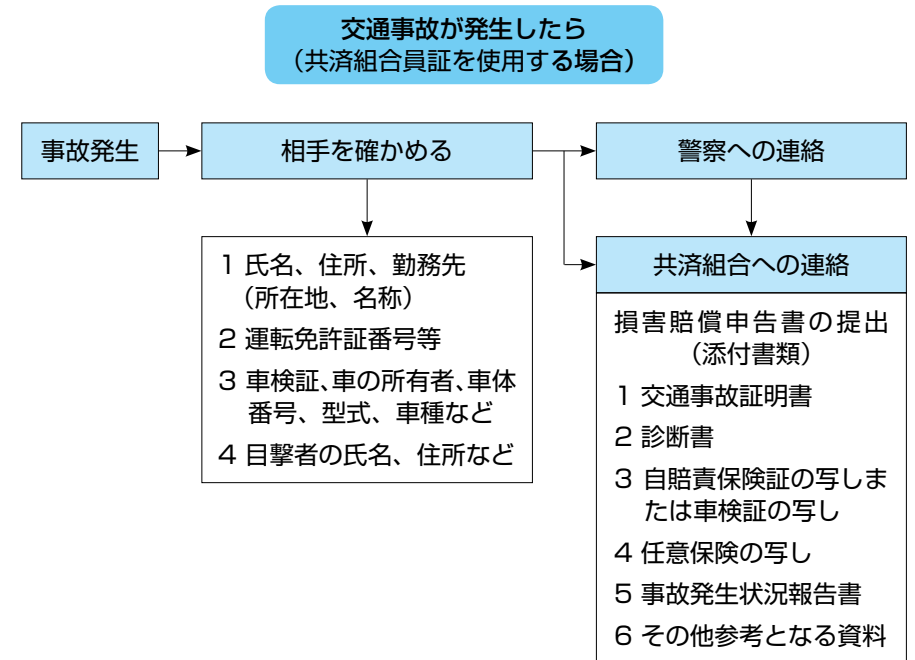 交通事故が発生したら
（共済組合員証を使用する場合）
事故発生
相手を確かめる
警察への連絡
1 氏名、住所、勤務先
（所在地、名称）
2 運転免許証番号等
3 車検証、車の所有者、車体
番号、型式、車種など
4 目撃者の氏名、住所など
共済組合への連絡
損害賠償申告書の提出
（添付書類）
1 交通事故証明書
2 診断書
3 自賠責保険証の写しま
たは車検証の写し
4 任意保険の写し
5 事故発生状況報告書
6 その他参考となる資料